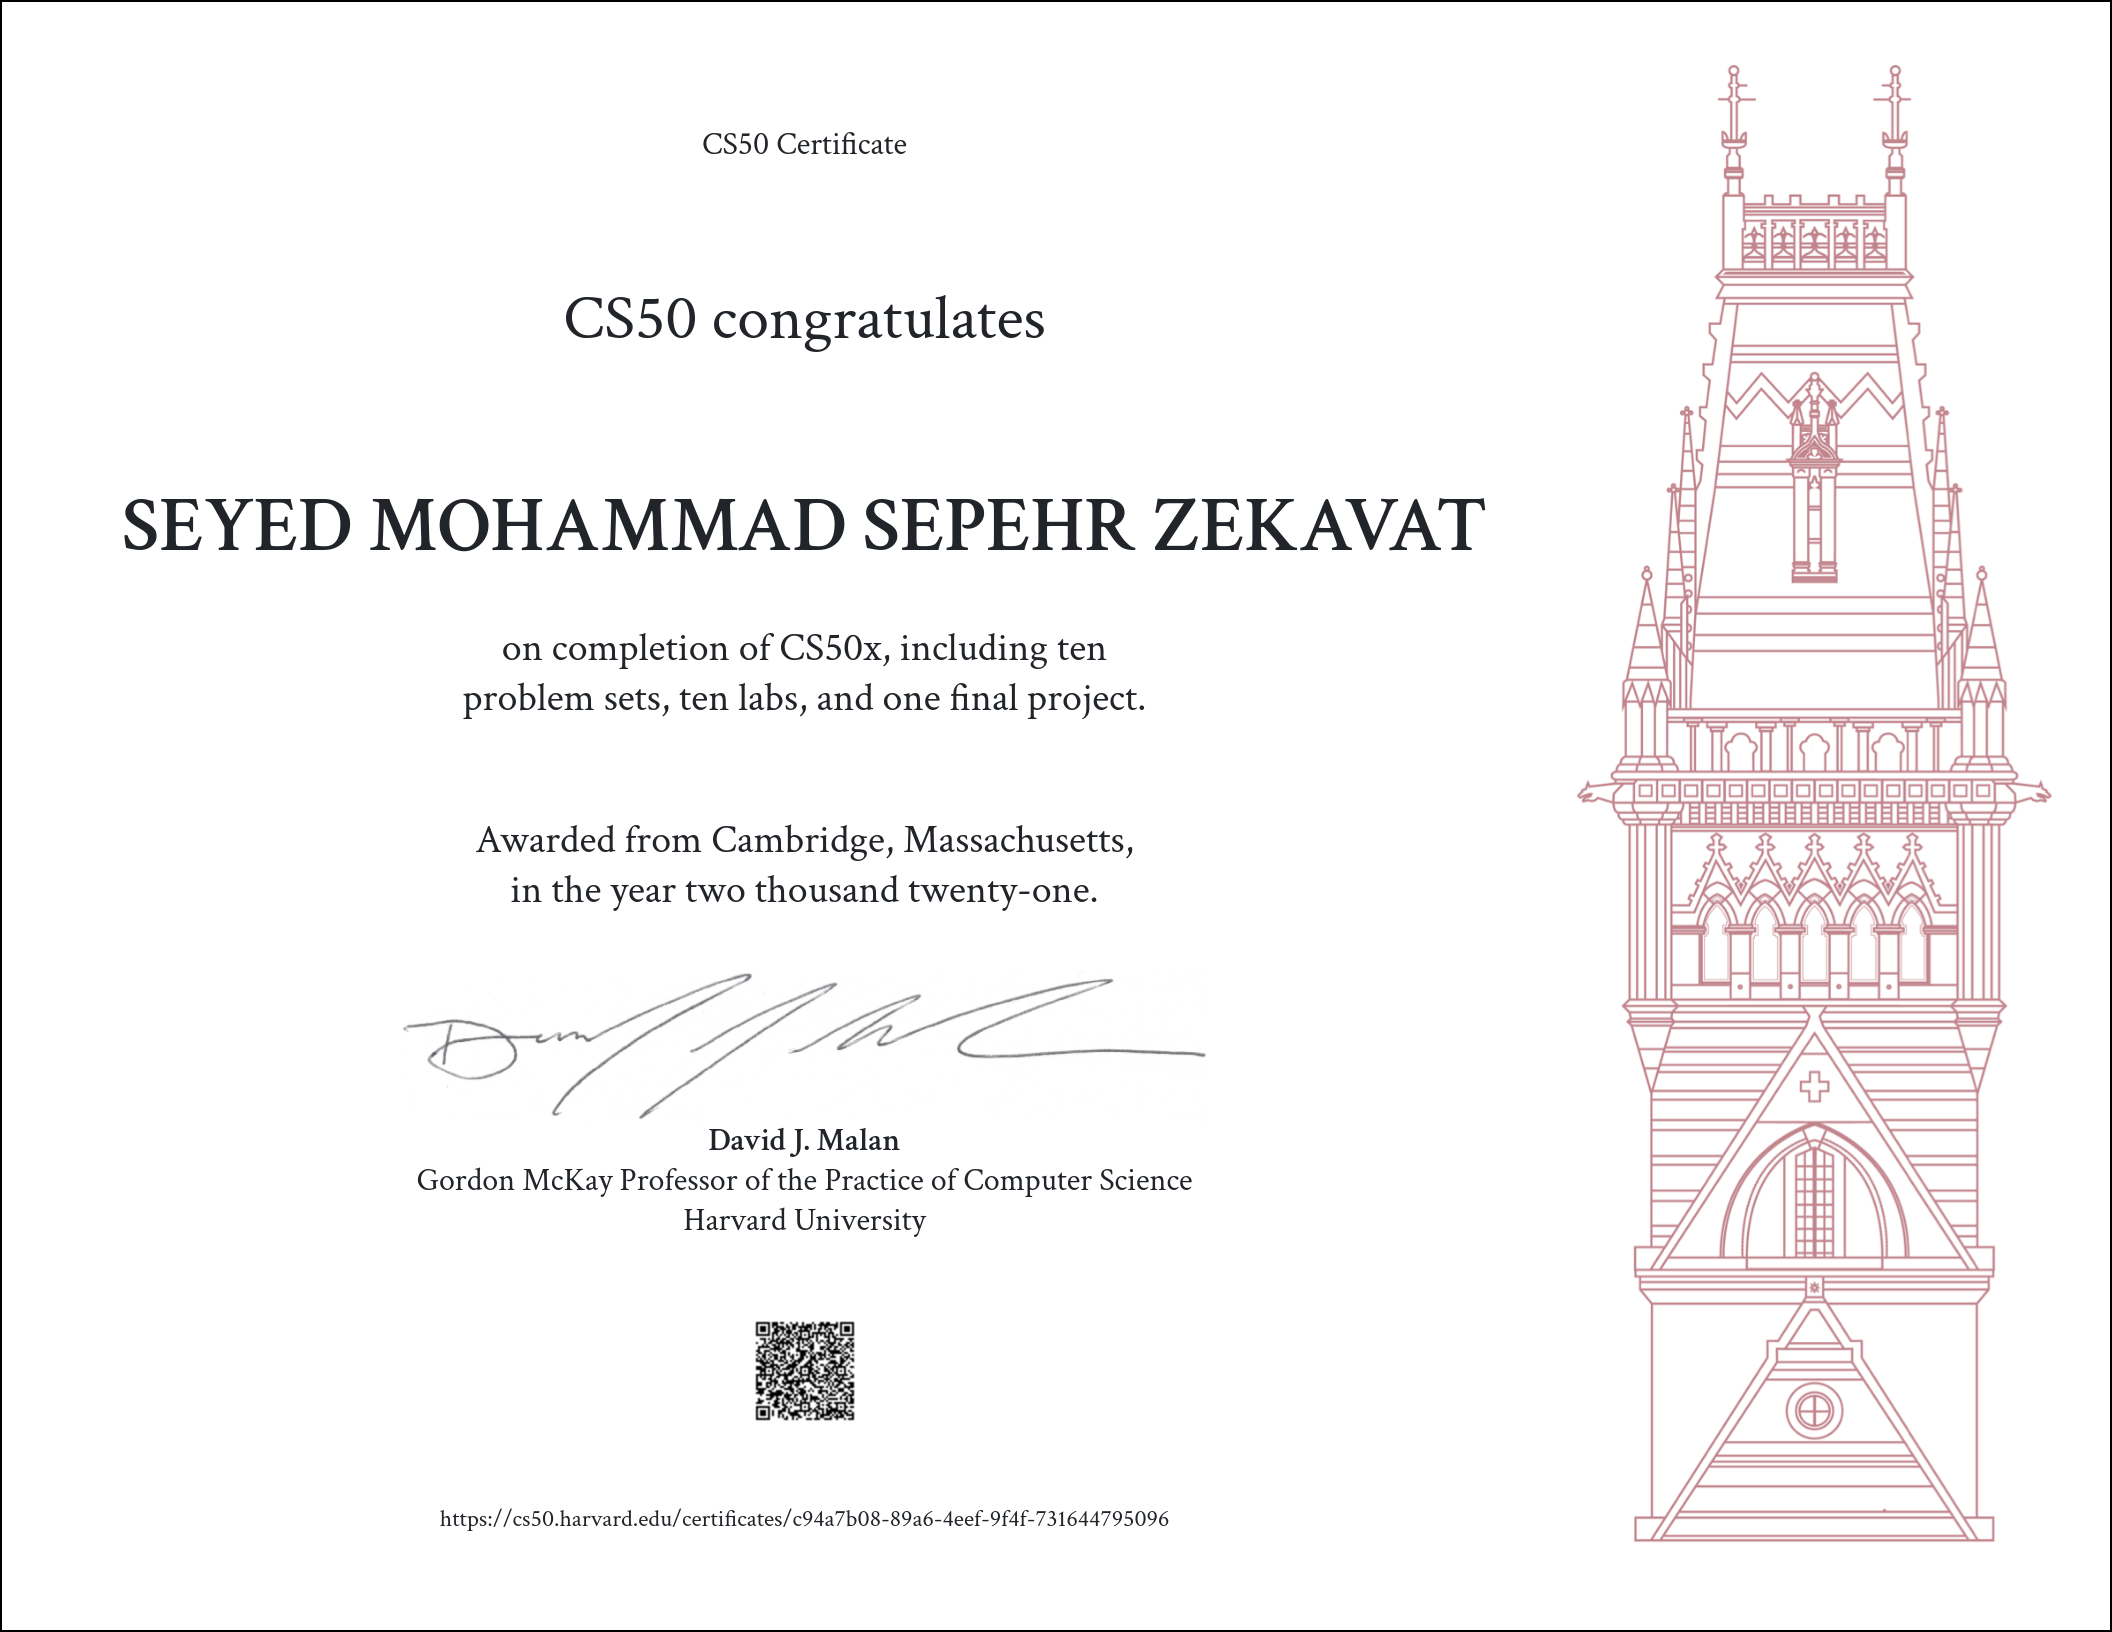 CS50 Certificate
CS50 congratulates
SEYED MOHAMMAD SEPEHR ZEKAVAT
on completion of CS50x, including ten
problem sets, ten labs, and one final project.
Awarded from Cambridge, Massachusetts,
in the year two thousand twenty-one.
David J. Malan
Gordon McKay Professor of the Practice of Computer Science
Harvard University
https://cs50.harvard.edu/certificates/c94a7b08-89a6-4eef-9f4f-731644795096